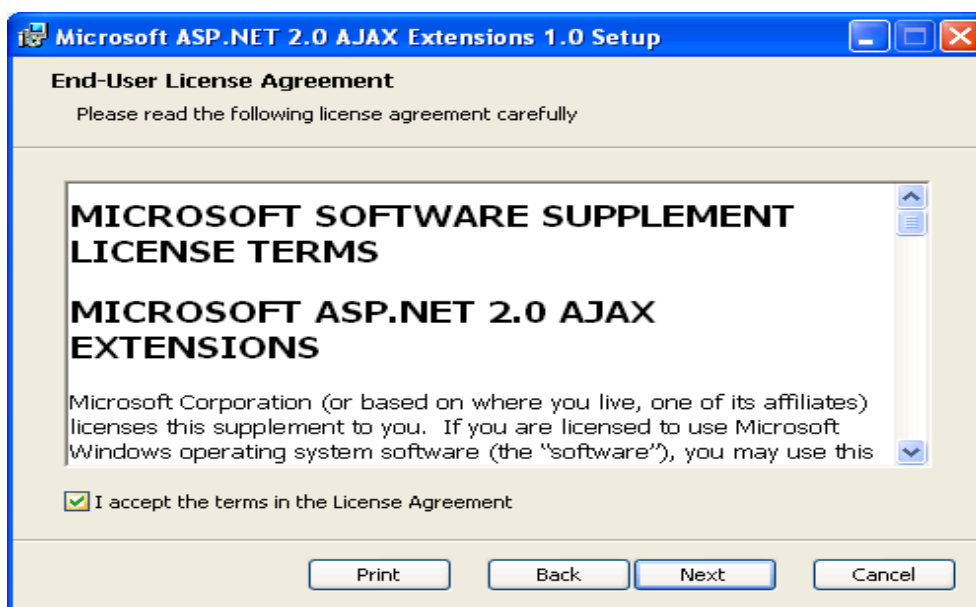 Microsoft ASP.NET 2.0 AJAX Extensions 1.0 Setup
End-User License Agreement
Please read the following license agreement carefully
MICROSOFT SOFTWARE SUPPLEMENT
LICENSE TERMS
MICROSOFT ASP.NET 2.0 AJAX
EXTENSIONS
Microsoft Corporation (or based on where you live, one of its affiliates)
licenses this supplement to you.  If you are licensed to use Microsoft
Windows operating system software (the “software”), you may use this
I accept the terms in the License Agreement
Print Back Next Cancel